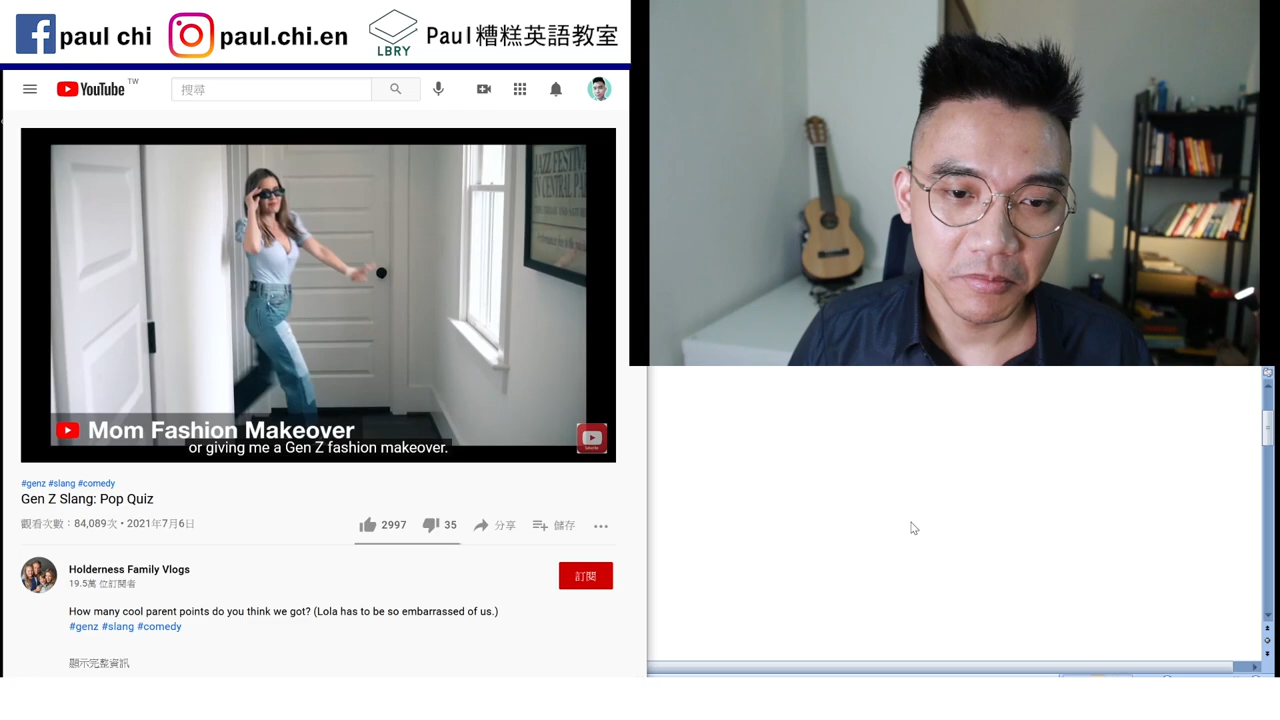 paul chi
paul.chi.en
LBRY
Paul糟糕英語教室
YouTube TW
搜尋
JAZZ FESTIVAL
IN CENTRAL PARK
Mom Fashion Makeover
or giving me a Gen Z fashion makeover.
#genz #slang #comedy
Gen Z Slang: Pop Quiz
觀看次數：84,089次 • 2021年7月6日
2997
35
分享
儲存
Holderness Family Vlogs
19.5萬 位訂閱者
訂閱
How many cool parent points do you think we got? (Lola has to be so embarrassed of us.)
#genz #slang #comedy
顯示完整資訊